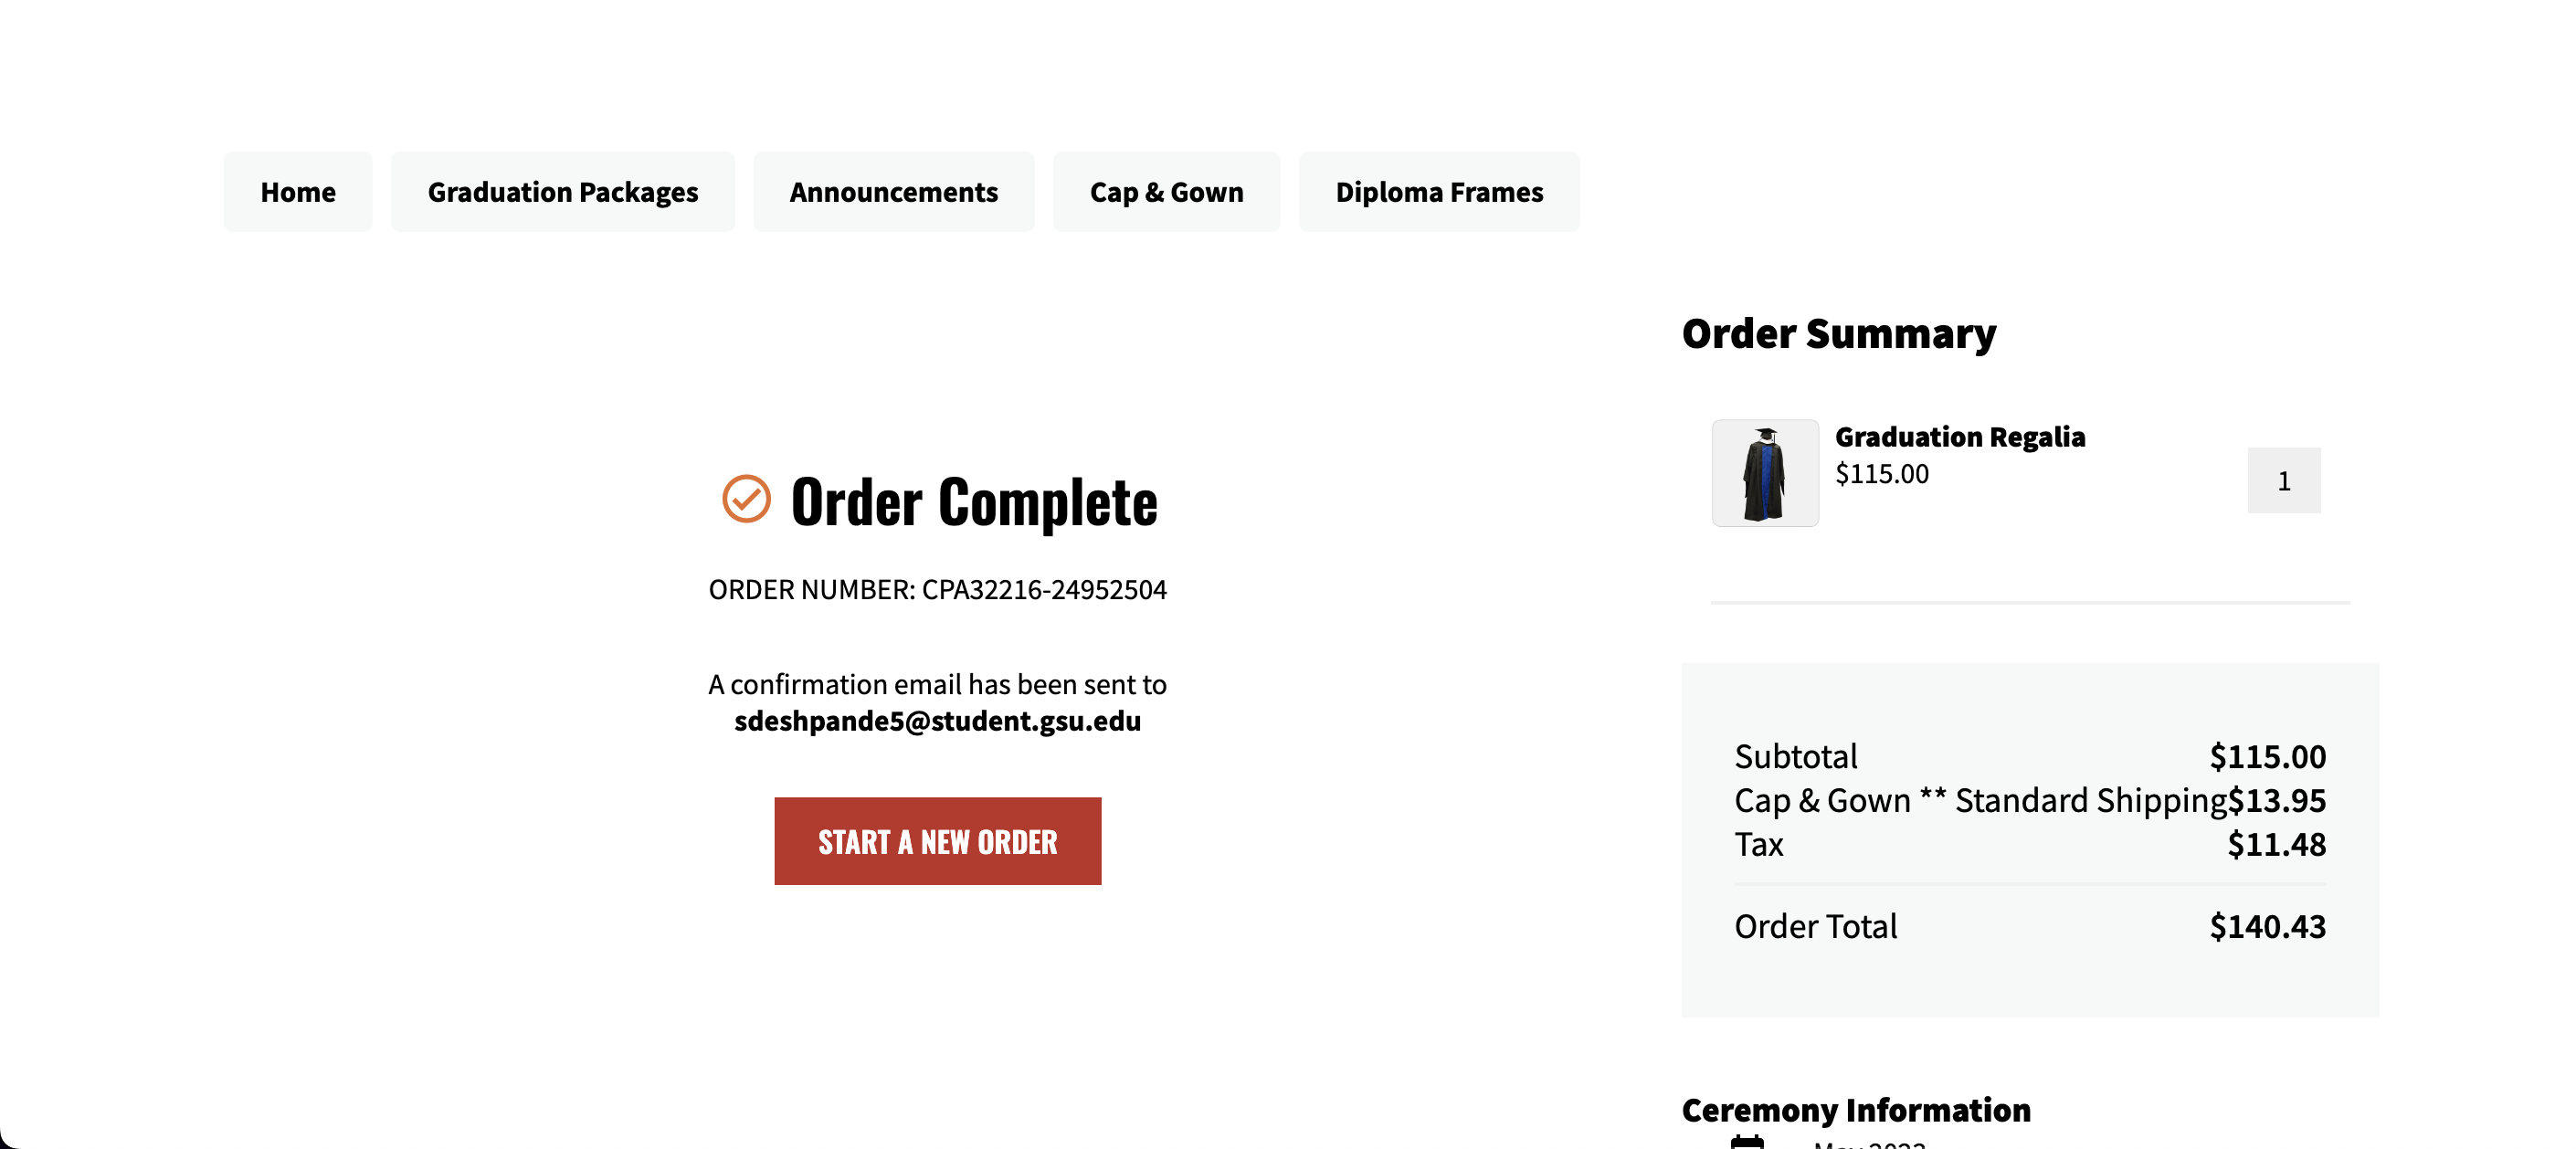 Home
Graduation Packages
Announcements
Cap & Gown
Diploma Frames
Order Complete
ORDER NUMBER: CPA32216-24952504
A confirmation email has been sent to
sdeshpande5@student.gsu.edu
START A NEW ORDER
Order Summary
Graduation Regalia
$115.00
1
Subtotal $115.00
Cap & Gown ** Standard Shipping $13.95
Tax $11.48
Order Total $140.43
Ceremony Information